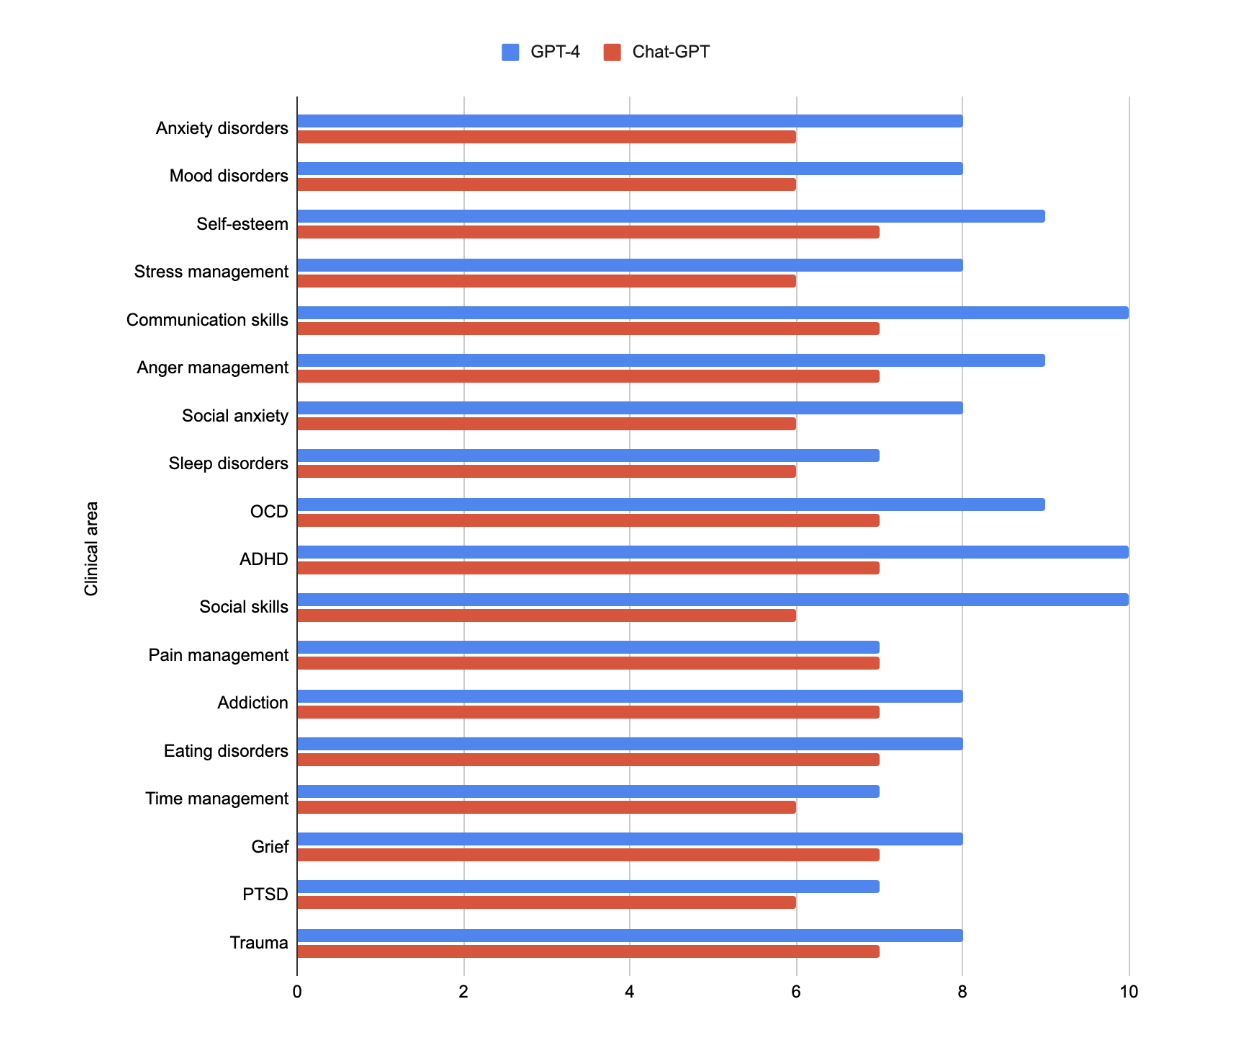 GPT-4 Chat-GPT
Anxiety disorders
Mood disorders
Self-esteem
Stress management
Communication skills
Anger management
Social anxiety
Sleep disorders
OCD
ADHD
Social skills
Pain management
Addiction
Eating disorders
Time management
Grief
PTSD
Trauma
Clinical area
0 2 4 6 8 10